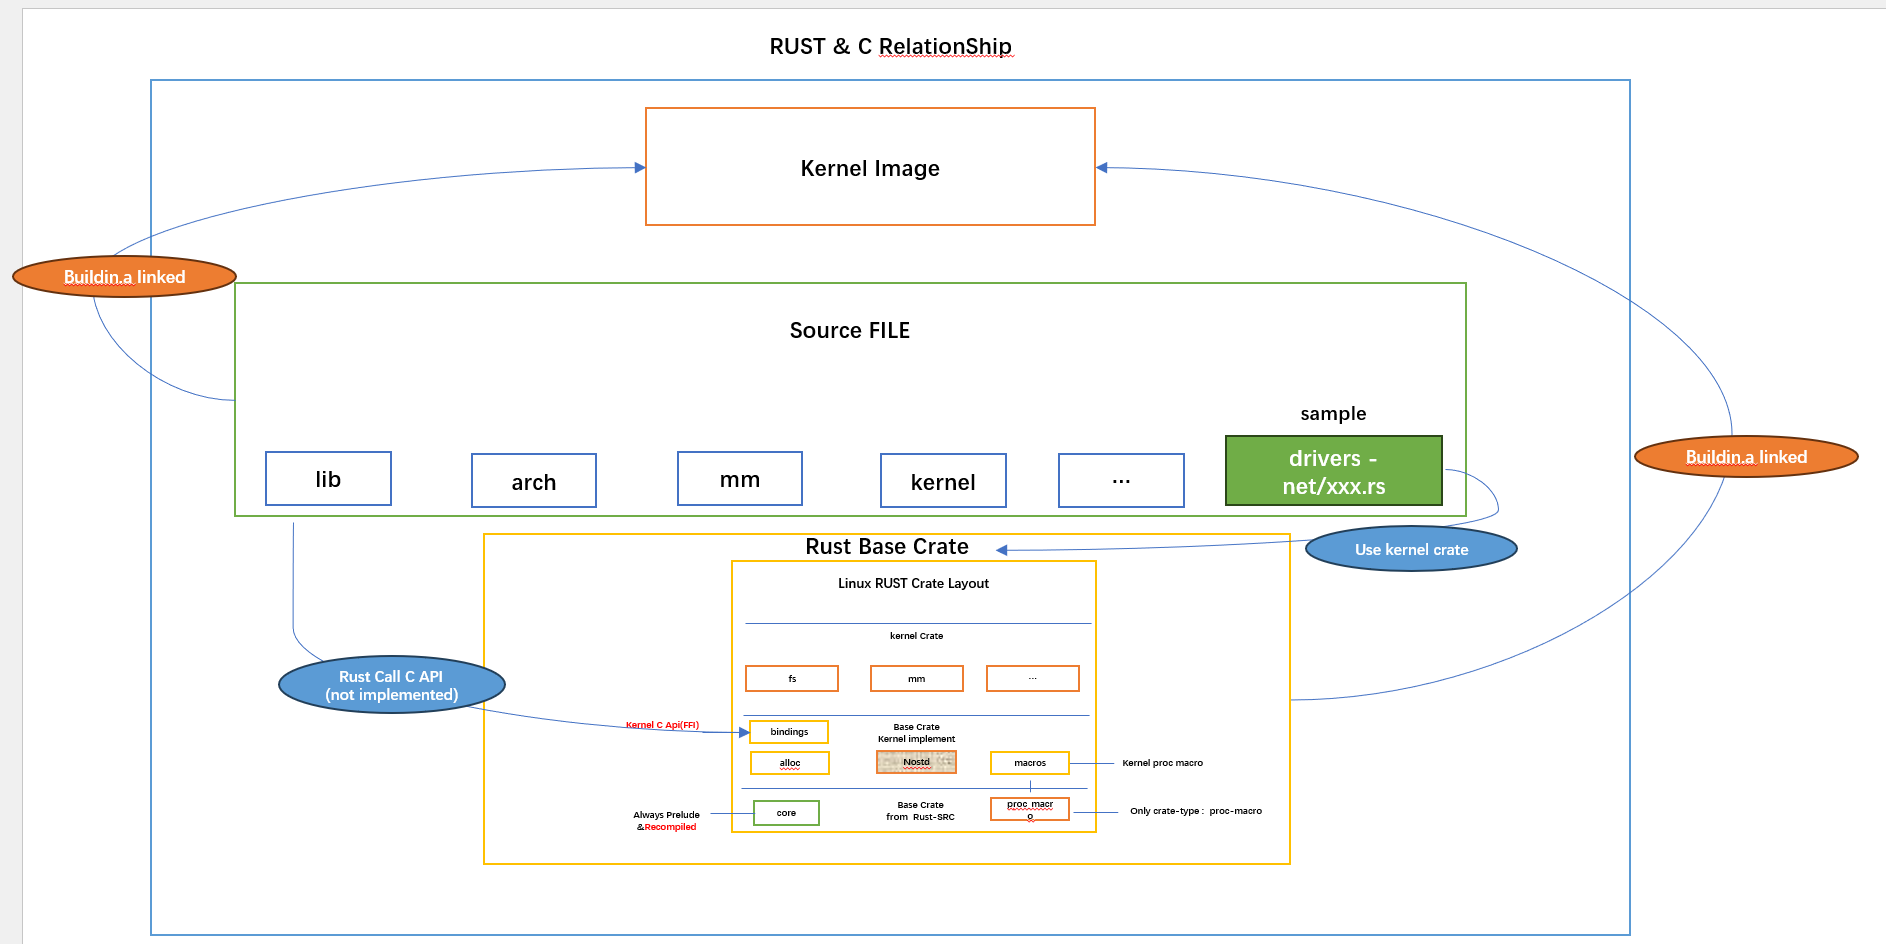 RUST & C RelationShip
Kernel Image
Buildin.a linked
Source FILE
sample
lib
arch
mm
kernel
...
drivers -
net/xxx.rs
Buildin.a linked
Rust Base Crate
Use kernel crate
Linux RUST Crate Layout
kernel Crate
fs
mm
...
Rust Call C API
(not implemented)
Kernel C Api(FFI)
bindings
Base Crate
Kernel implement
alloc
Nostd
macros
Kernel proc macro
Always Prelude
&Recompiled
core
Base Crate
from Rust-SRC
proc_macr
o
Only crate-type : proc-macro